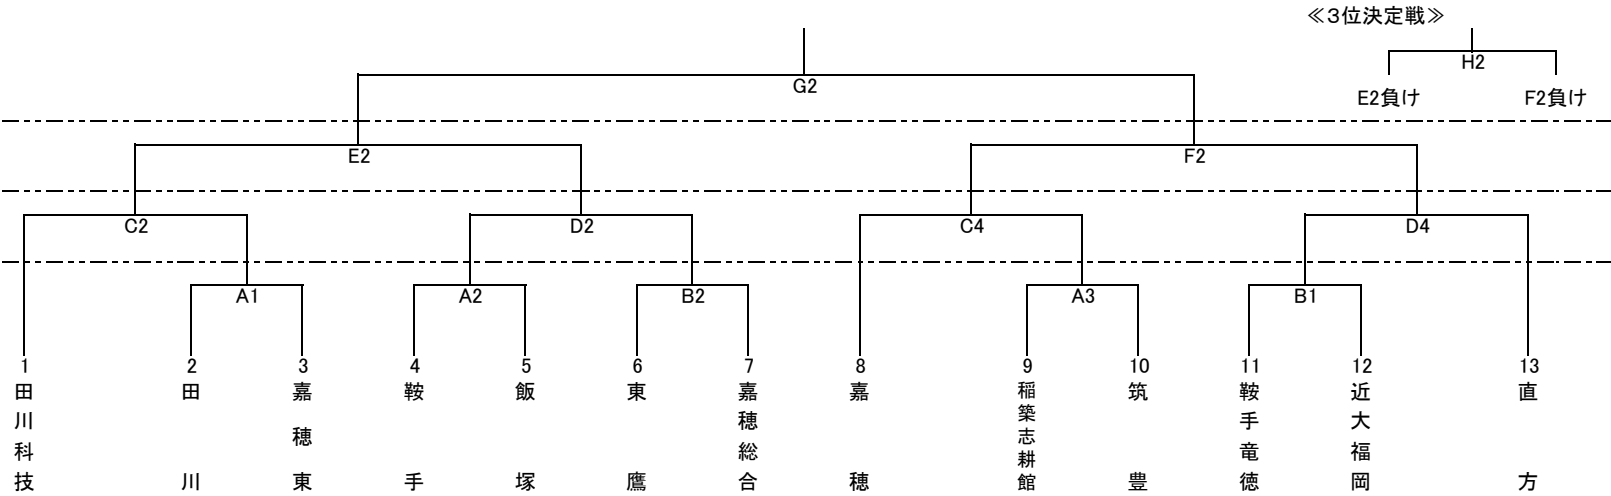 ≪3位決定戦≫
H2
G2
E2負け F2負け
E2 F2
C2 D2 C4 D4
A1 A2 B2 A3 B1
1 2 3 4 5 6 7 8 9 10 11 12 13
田川科技
田川
嘉穂東
鞍手
飯塚
東鷹
嘉穂総合
嘉穂
稲築志耕館
筑豊
鞍手竜徳
近大福岡
直方